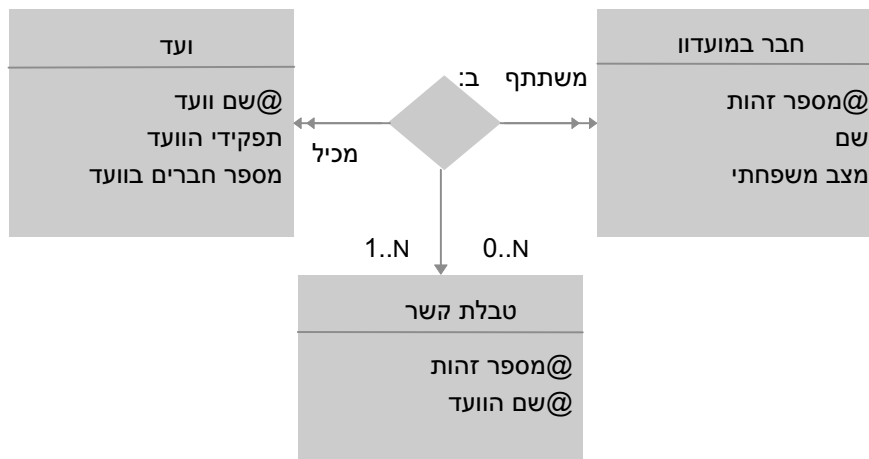 חבר במועדון
@מספר זהות
שם
מצב משפחתי
משתתף ב:
מכיל
ועד
@שם וועד
תפקידי הוועד
מספר חברים בוועד
0..N
1..N
טבלת קשר
@מספר זהות
@שם הוועד